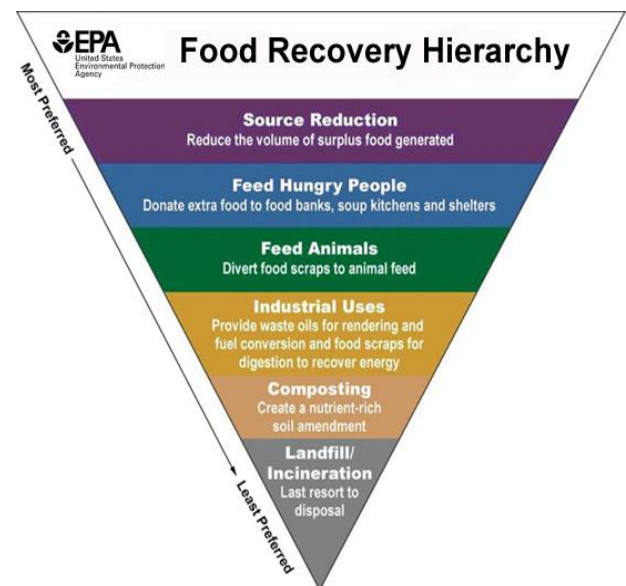 EPA
United States
Environmental Protection
Agency
Food Recovery Hierarchy
Most Preferred
Source Reduction
Reduce the volume of surplus food generated
Feed Hungry People
Donate extra food to food banks, soup kitchens and shelters
Feed Animals
Divert food scraps to animal feed
Industrial Uses
Provide waste oils for rendering and
fuel conversion and food scraps for
digestion to recover energy
Composting
Create a nutrient-rich
soil amendment
Landfill/
Incineration
Last resort to
disposal
Least Preferred